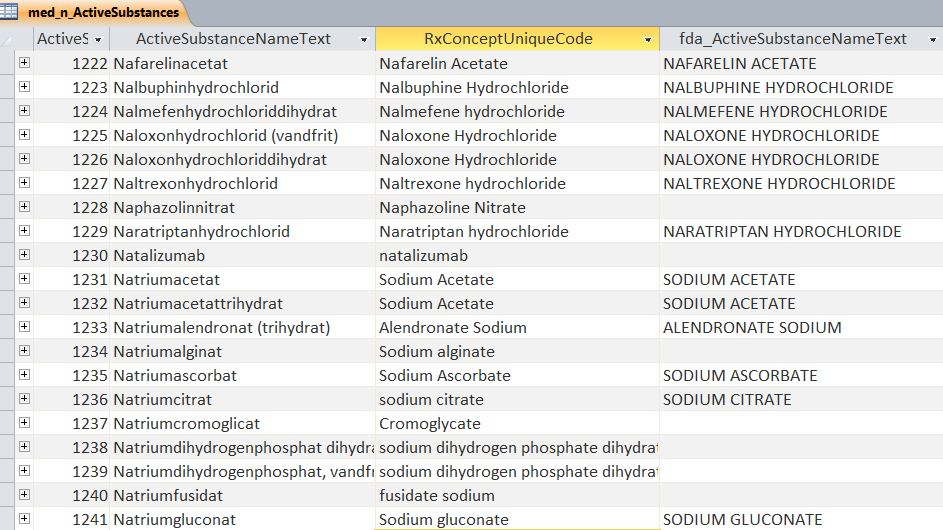 med_n_ActiveSubstances
ActiveS ActiveSubstanceNameText RxConceptUniqueCode fda_ActiveSubstanceNameText
1222 Nafarelinacetat Nafarelin Acetate NAFARELIN ACETATE
1223 Nalbuphinhydrochlorid Nalbuphine Hydrochloride NALBUPHINE HYDROCHLORIDE
1224 Nalmefenhydrochloriddihydrat Nalmefene hydrochloride NALMEFENE HYDROCHLORIDE
1225 Naloxonhydrochlorid (vandfrit) Naloxone Hydrochloride NALOXONE HYDROCHLORIDE
1226 Naloxonhydrochloriddihydrat Naloxone Hydrochloride NALOXONE HYDROCHLORIDE
1227 Naltrexonhydrochlorid Naltrexone hydrochloride NALTREXONE HYDROCHLORIDE
1228 Naphazolinnitrat Naphazoline Nitrate
1229 Naratriptanhydrochlorid Naratriptan hydrochloride NARATRIPTAN HYDROCHLORIDE
1230 Natalizumab natalizumab
1231 Natriumacetat Sodium Acetate SODIUM ACETATE
1232 Natriumacetattrihydrat Sodium Acetate SODIUM ACETATE
1233 Natriumalendronat (trihydrat) Alendronate Sodium ALENDRONATE SODIUM
1234 Natriumalginat Sodium alginate
1235 Natriumascorbat Sodium Ascorbate SODIUM ASCORBATE
1236 Natriumcitrat sodium citrate SODIUM CITRATE
1237 Natriumcromoglicat Cromoglycate
1238 Natriumdihydrogenphosphat dihydra sodium dihydrogen phosphate dihydrat
1239 Natriumdihydrogenphosphat, vandfr sodium dihydrogen phosphate dihydrat
1240 Natriumfusidat fusidate sodium
1241 Natriumgluconat Sodium gluconate SODIUM GLUCONATE